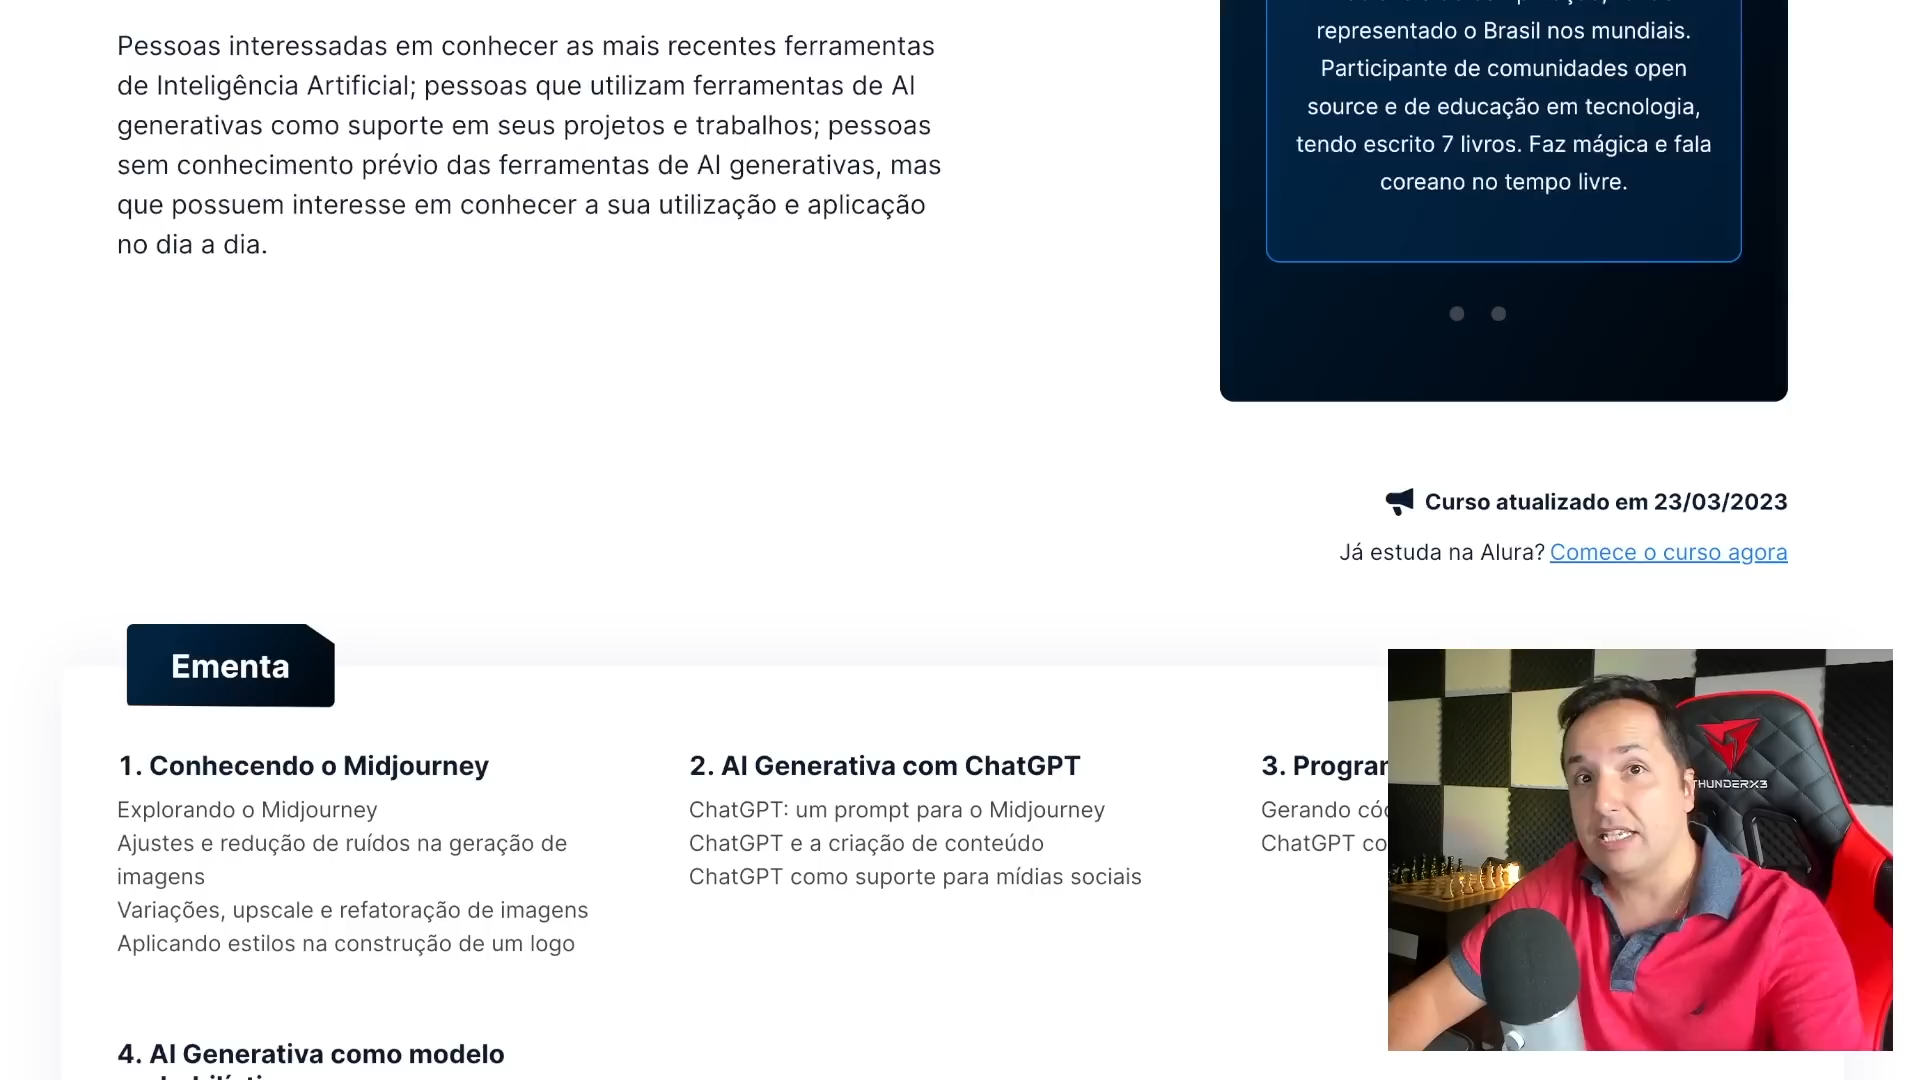 Pessoas interessadas em conhecer as mais recentes ferramentas
de Inteligência Artificial; pessoas que utilizam ferramentas de AI
generativas como suporte em seus projetos e trabalhos; pessoas
sem conhecimento prévio das ferramentas de AI generativas, mas
que possuem interesse em conhecer a sua utilização e aplicação
no dia a dia.
representado o Brasil nos mundiais.
Participante de comunidades open
source e de educação em tecnologia,
tendo escrito 7 livros. Faz mágica e fala
coreano no tempo livre.
Curso atualizado em 23/03/2023
Já estuda na Alura? Comece o curso agora
Ementa
1. Conhecendo o Midjourney
Explorando o Midjourney
Ajustes e redução de ruídos na geração de
imagens
Variações, upscale e refatoração de imagens
Aplicando estilos na construção de um logo
2. AI Generativa com ChatGPT
ChatGPT: um prompt para o Midjourney
ChatGPT e a criação de conteúdo
ChatGPT como suporte para mídias sociais
3.
Gerando
ChatGPT
4. AI Generativa como modelo
THUNDERX3